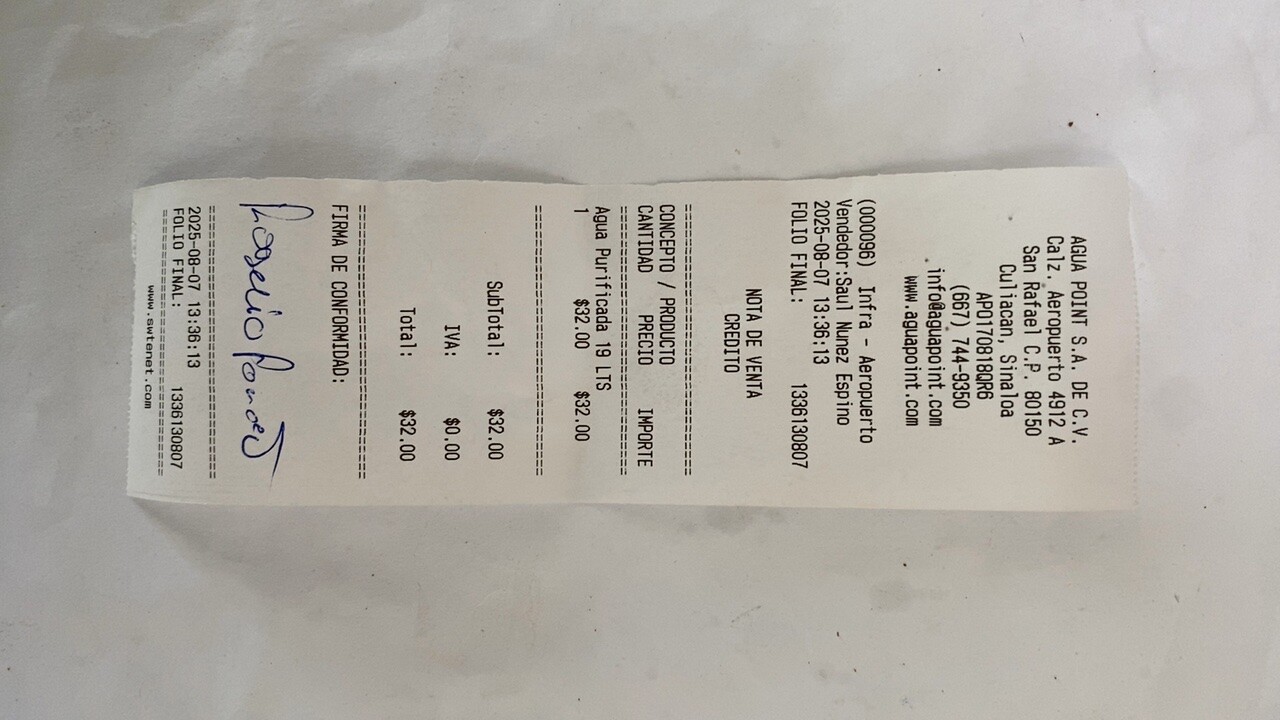 AGUA POINT S.A. DE C.V.
Calz. Aeropuerto 4912 A
San Rafael C.P. 80150
Culiacan, Sinaloa
APO170818QR6
(667) 744-9350
info@aguapoint.com
www.aguapoint.com
(000096) Infra - Aeropuerto
Vendedor:Saul Nunez Espino
2025-08-07 13:36:13
FOLIO FINAL: 1336130807
NOTA DE VENTA
CREDITO
================================
CONCEPTO / PRODUCTO
CANTIDAD PRECIO IMPORTE
================================
Agua Purificada 19 LTS
1 $32.00 $32.00
================================
SubTotal: $32.00
IVA: $0.00
Total: $32.00
================================
FIRMA DE CONFORMIDAD:
Rogelio
================================
2025-08-07 13:36:13
FOLIO FINAL: 1336130807
================================
www.swtenet.com